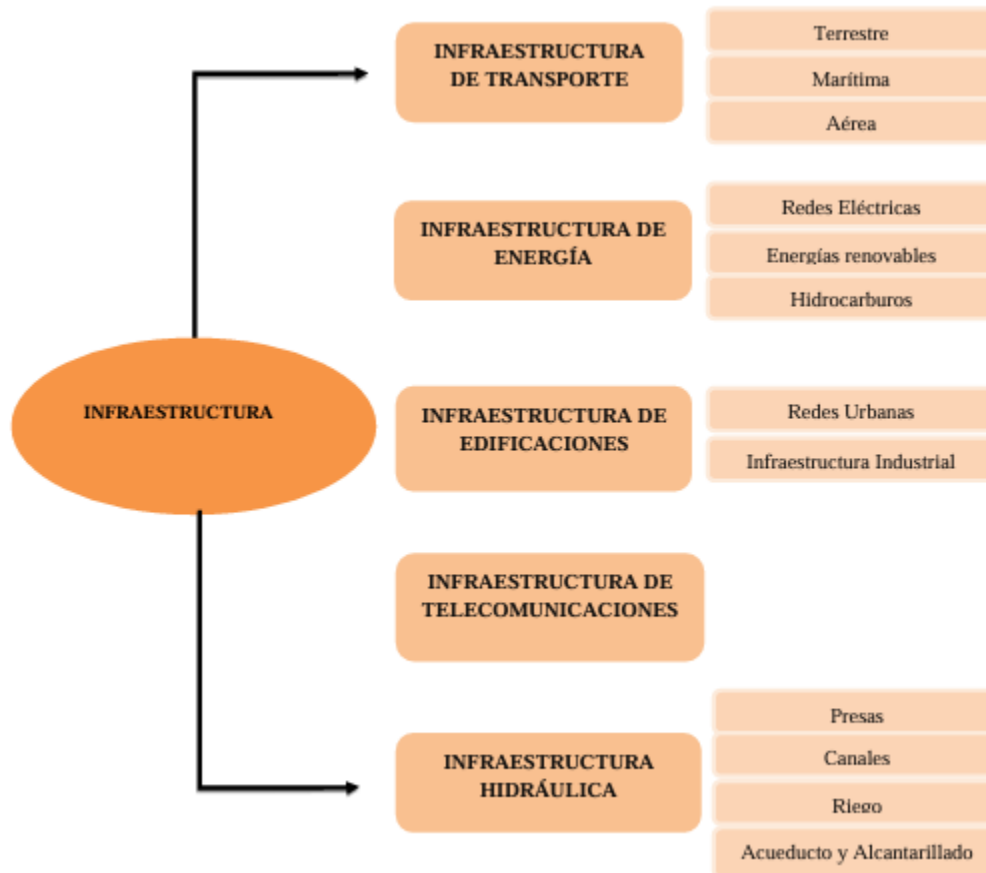 INFRAESTRUCTURA
INFRAESTRUCTURA
DE TRANSPORTE
Terrestre
Marítima
Aérea
INFRAESTRUCTURA DE
ENERGÍA
Redes Eléctricas
Energías renovables
Hidrocarburos
INFRAESTRUCTURA DE
EDIFICACIONES
Redes Urbanas
Infraestructura Industrial
INFRAESTRUCTURA DE
TELECOMUNICACIONES
INFRAESTRUCTURA
HIDRÁULICA
Presas
Canales
Riego
Acueducto y Alcantarillado